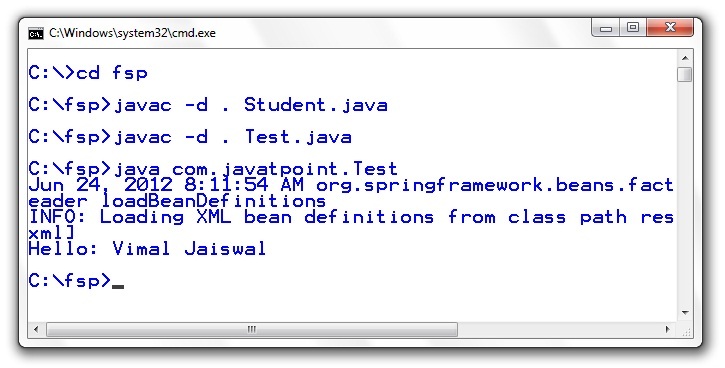 C:\Windows\system32\cmd.exe
C:\>cd fsp
C:\fsp>javac -d . Student.java
C:\fsp>javac -d . Test.java
C:\fsp>java com.javatpoint.Test
Jun 24, 2012 8:11:54 AM org.springframework.beans.fact
eader loadBeanDefinitions
INFO: Loading XML bean definitions from class path res
xml]
Hello: Vimal Jaiswal
C:\fsp>_